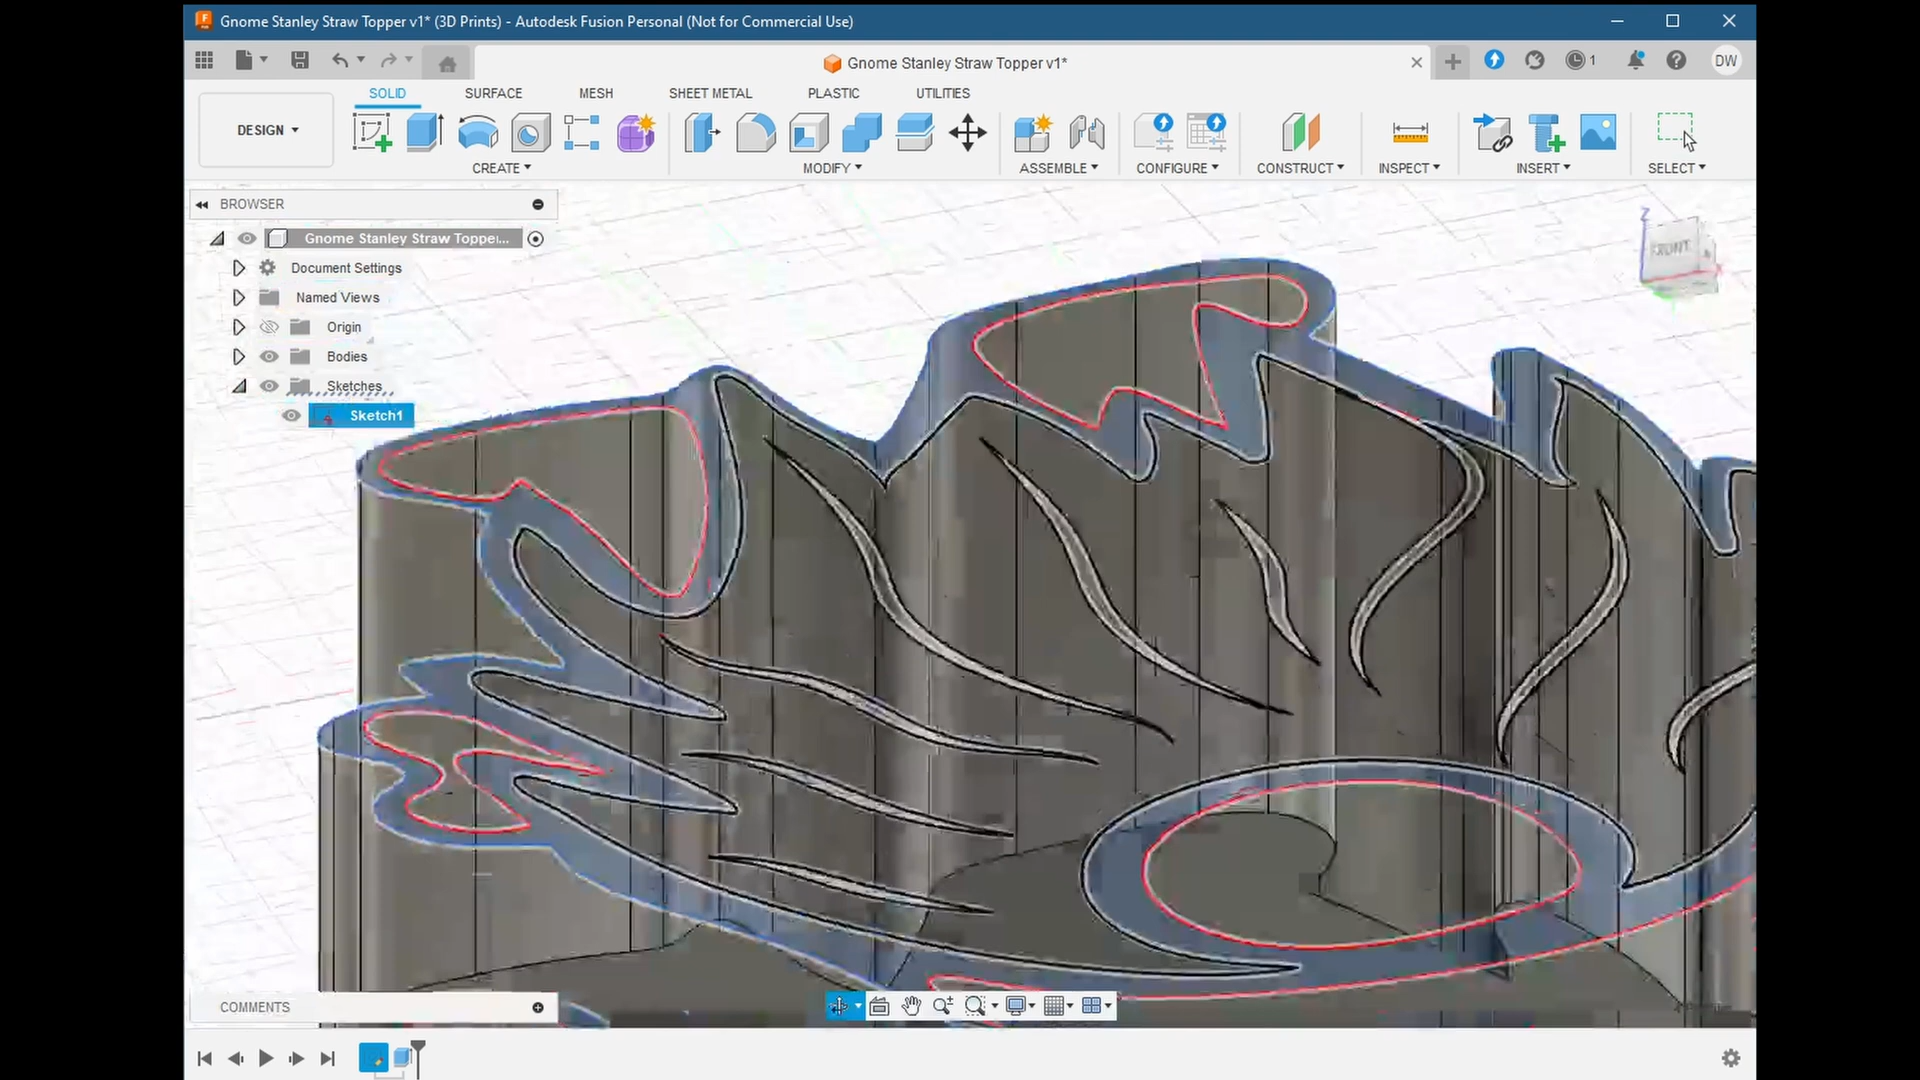 Gnome Stanley Straw Topper v1* (3D Prints) - Autodesk Fusion Personal (Not for Commercial Use)
Gnome Stanley Straw Topper v1*
1
DW
SOLID SURFACE MESH SHEET METAL PLASTIC UTILITIES
DESIGN
CREATE MODIFY ASSEMBLE CONFIGURE CONSTRUCT INSPECT INSERT SELECT
BROWSER
Gnome Stanley Straw Topper...
Document Settings
Named Views
Origin
Bodies
Sketches
Sketch1
Z
FRONT
COMMENTS